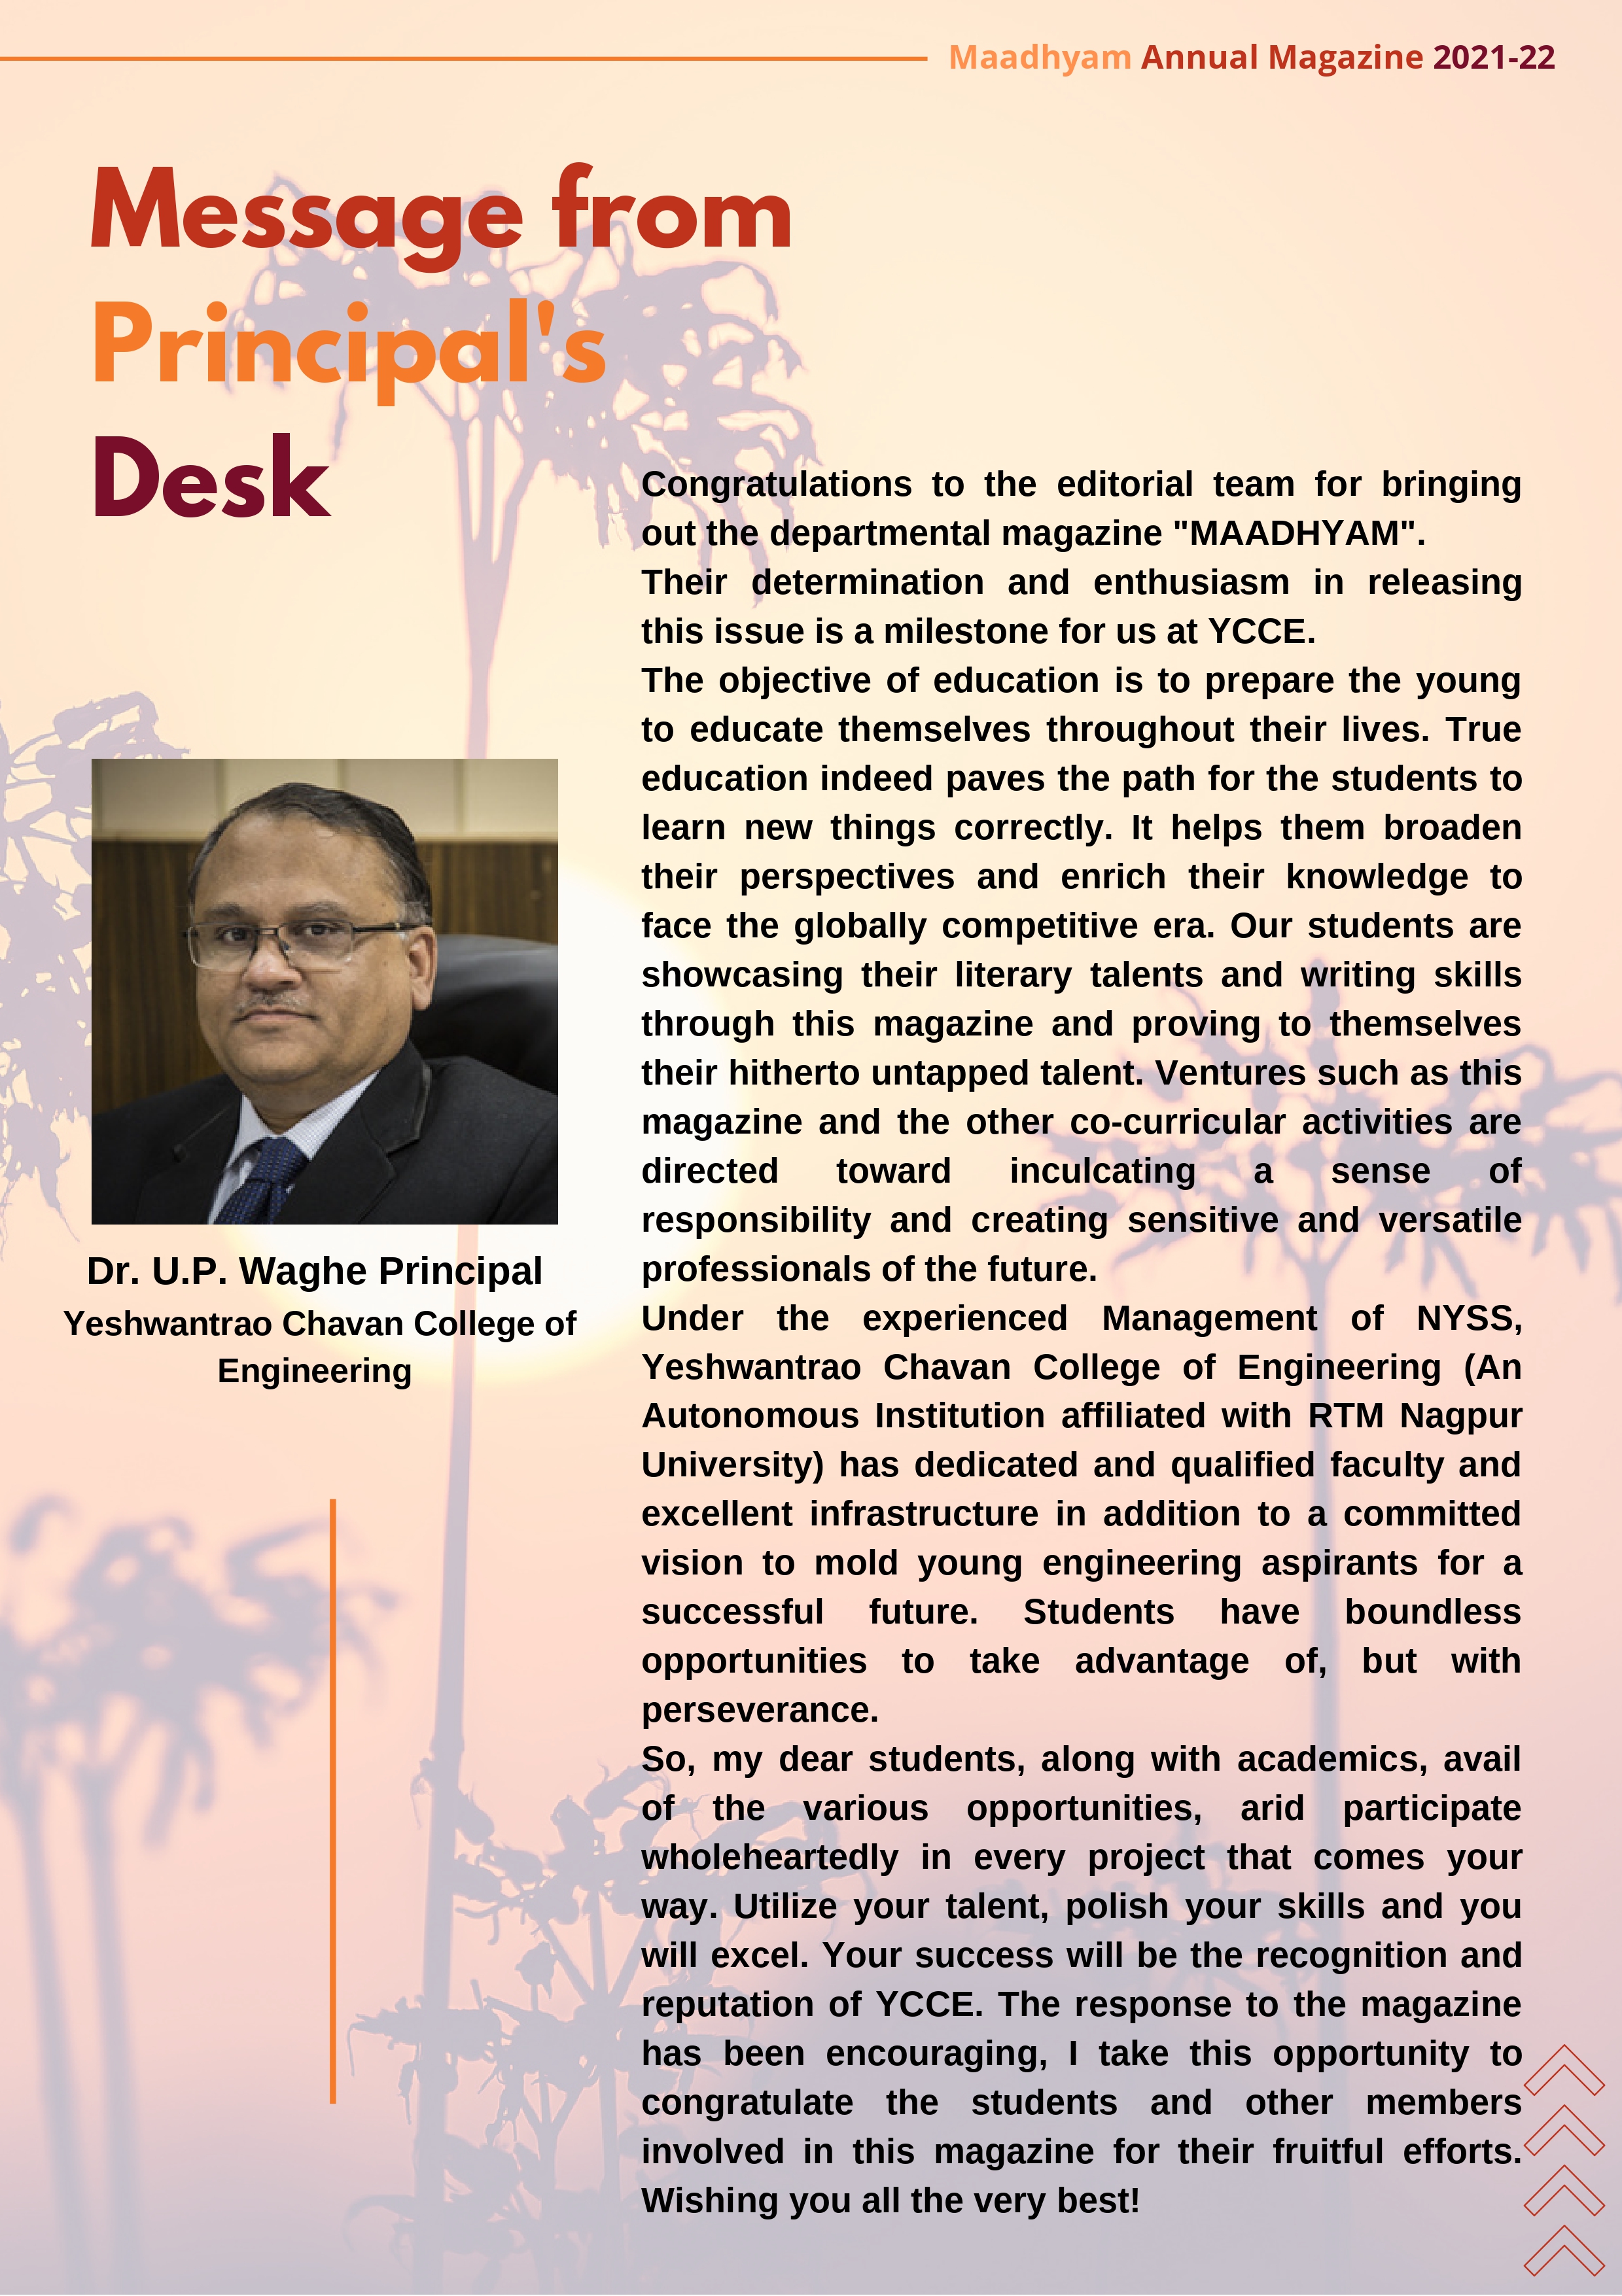 Maadhyam Annual Magazine 2021-22
Message from
Principal's
Desk
Dr. U.P. Waghe Principal
Yeshwantrao Chavan College of
Engineering
Congratulations to the editorial team for bringing
out the departmental magazine "MAADHYAM".
Their determination and enthusiasm in releasing
this issue is a milestone for us at YCCE.
The objective of education is to prepare the young
to educate themselves throughout their lives. True
education indeed paves the path for the students to
learn new things correctly. It helps them broaden
their perspectives and enrich their knowledge to
face the globally competitive era. Our students are
showcasing their literary talents and writing skills
through this magazine and proving to themselves
their hitherto untapped talent. Ventures such as this
magazine and the other co-curricular activities are
directed toward inculcating a sense of
responsibility and creating sensitive and versatile
professionals of the future.
Under the experienced Management of NYSS,
Yeshwantrao Chavan College of Engineering (An
Autonomous Institution affiliated with RTM Nagpur
University) has dedicated and qualified faculty and
excellent infrastructure in addition to a committed
vision to mold young engineering aspirants for a
successful future. Students have boundless
opportunities to take advantage of, but with
perseverance.
So, my dear students, along with academics, avail
of the various opportunities, arid participate
wholeheartedly in every project that comes your
way. Utilize your talent, polish your skills and you
will excel. Your success will be the recognition and
reputation of YCCE. The response to the magazine
has been encouraging, I take this opportunity to
congratulate the students and other members
involved in this magazine for their fruitful efforts.
Wishing you all the very best!